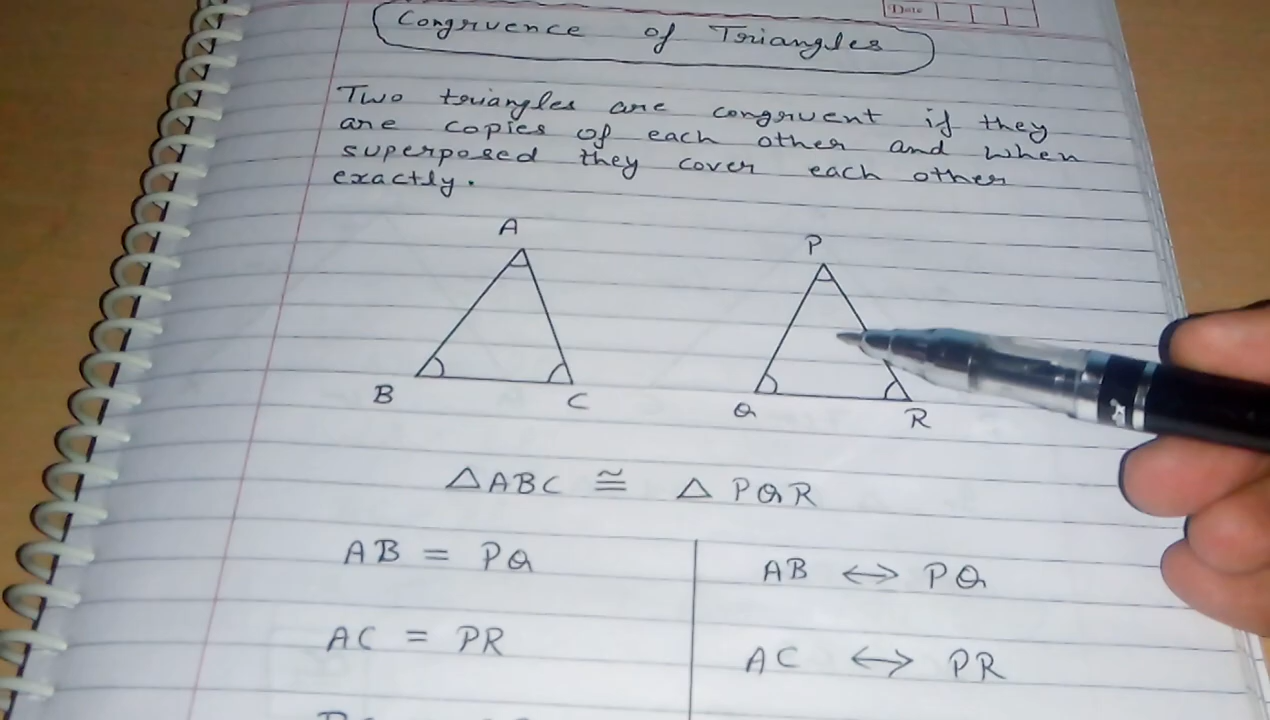 Date
Congruence of Triangles
Two triangles are congruent if they
are copies of each other and when
superposed they cover each other
exactly.
A
P
B
C
Q
R
△ABC ≅ △ PQR
AB = PQ
AB ↔ PQ
AC = PR
AC ↔ PR